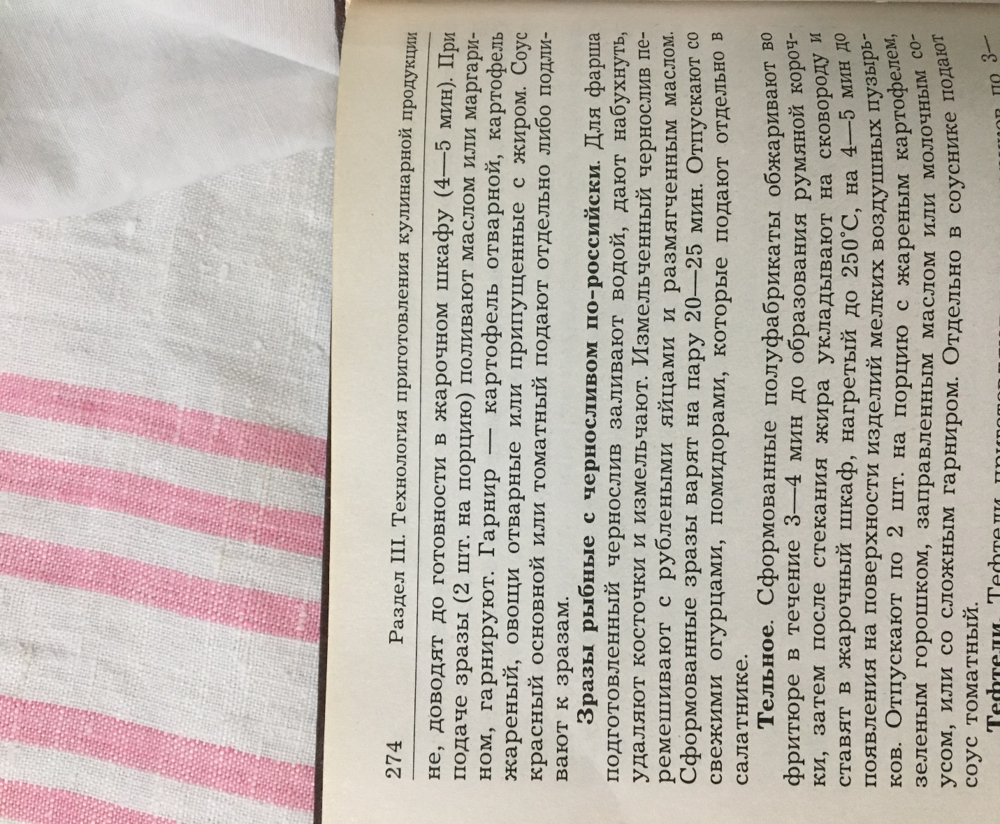 274 Раздел III. Технология приготовления кулинарной продукции
не, доводят до готовности в жарочном шкафу (4—5 мин). При
подаче зразы (2 шт. на порцию) поливают маслом или маргари-
ном, гарнируют. Гарнир — картофель отварной, картофель
жареный, овощи отварные или припущенные с жиром. Соус
красный основной или томатный подают отдельно либо подли-
вают к зразам.
Зразы рыбные с черносливом по-российски. Для фарша
подготовленный чернослив заливают водой, дают набухнуть,
удаляют косточки и измельчают. Измельченный чернослив пе-
ремешивают с рублеными яйцами и размягченным маслом.
Сформованные зразы варят на пару 20—25 мин. Отпускают со
свежими огурцами, помидорами, которые подают отдельно в
салатнике.
Тельное. Сформованные полуфабрикаты обжаривают во
фритюре в течение 3—4 мин до образования румяной короч-
ки, затем после стекания жира укладывают на сковороду и
ставят в жарочный шкаф, нагретый до 250°С, на 4—5 мин до
появления на поверхности изделий мелких воздушных пузырь-
ков. Отпускают по 2 шт. на порцию с жареным картофелем,
зеленым горошком, заправленным маслом или молочным со-
усом, или со сложным гарниром. Отдельно в соуснике подают
соус томатный.
Тефтели. Тефтели по 3—